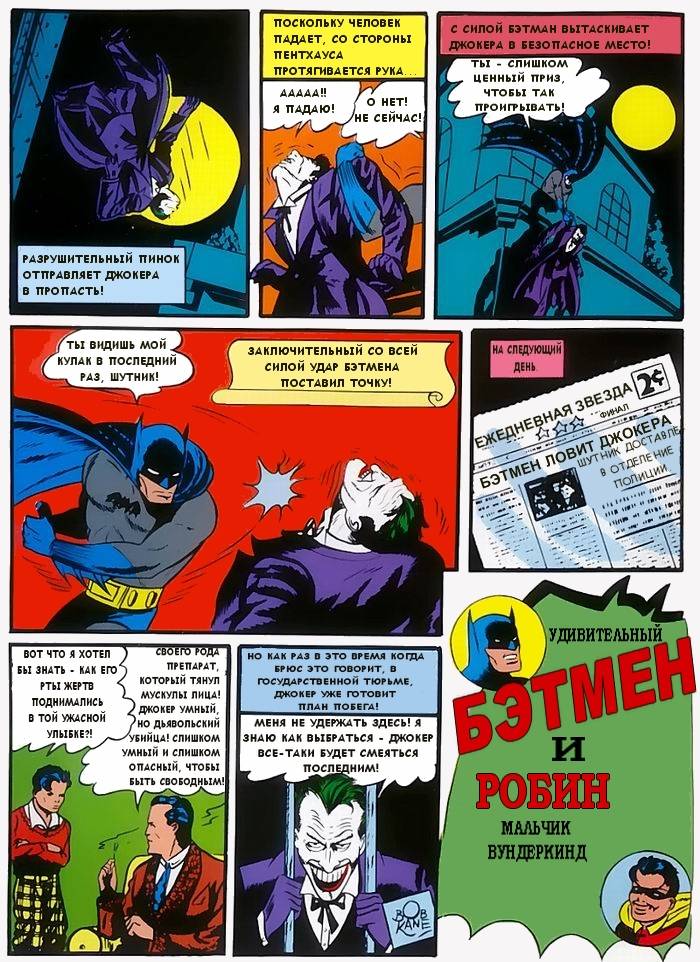 РАЗРУШИТЕЛЬНЫЙ ПИНОК
ОТПРАВЛЯЕТ ДЖОКЕРА
В ПРОПАСТЬ!
ПОСКОЛЬКУ ЧЕЛОВЕК
ПАДАЕТ, СО СТОРОНЫ
ПЕНТХАУСА
ПРОТЯГИВАЕТСЯ РУКА...
ААААА!!
Я ПАДАЮ!
О НЕТ!
НЕ СЕЙЧАС!
С СИЛОЙ БЭТМАН ВЫТАСКИВАЕТ
ДЖОКЕРА В БЕЗОПАСНОЕ МЕСТО!
ТЫ - СЛИШКОМ
ЦЕННЫЙ ПРИЗ,
ЧТОБЫ ТАК
ПРОИГРЫВАТЬ!
ТЫ ВИДИШЬ МОЙ
КУЛАК В ПОСЛЕДНИЙ
РАЗ, ШУТНИК!
ЗАКЛЮЧИТЕЛЬНЫЙ СО ВСЕЙ
СИЛОЙ УДАР БЭТМЕНА
ПОСТАВИЛ ТОЧКУ!
НА СЛЕДУЮЩИЙ
ДЕНЬ
ЕЖЕДНЕВНАЯ ЗВЕЗДА 2¢
ФИНАЛ
БЭТМЕН ЛОВИТ ДЖОКЕРА
ШУТНИК ДОСТАВЛЕ
В ОТДЕЛЕНИЕ
ПОЛИЦИИ
ВОТ ЧТО Я ХОТЕЛ
БЫ ЗНАТЬ - КАК ЕГО
РТЫ ЖЕРТВ
ПОДНИМАЛИСЬ
В ТОЙ УЖАСНОЙ
УЛЫБКЕ?!
СВОЕГО РОДА
ПРЕПАРАТ,
КОТОРЫЙ ТЯНУЛ
МУСКУЛЫ ЛИЦА!
ДЖОКЕР УМНЫЙ,
НО ДЬЯВОЛЬСКИЙ
УБИЙЦА! СЛИШКОМ
УМНЫЙ И СЛИШКОМ
ОПАСНЫЙ, ЧТОБЫ
БЫТЬ СВОБОДНЫМ!
НО КАК РАЗ В ЭТО ВРЕМЯ КОГДА
БРЮС ЭТО ГОВОРИТ, В
ГОСУДАРСТВЕННОЙ ТЮРЬМЕ,
ДЖОКЕР УЖЕ ГОТОВИТ
ПЛАН ПОБЕГА!
МЕНЯ НЕ УДЕРЖАТЬ ЗДЕСЬ! Я
ЗНАЮ КАК ВЫБРАТЬСЯ - ДЖОКЕР
ВСЕ-ТАКИ БУДЕТ СМЕЯТЬСЯ
ПОСЛЕДНИМ!
BOB
KANE
УДИВИТЕЛЬНЫЙ
БЭТМЕН
И
РОБИН
МАЛЬЧИК
ВУНДЕРКИНД